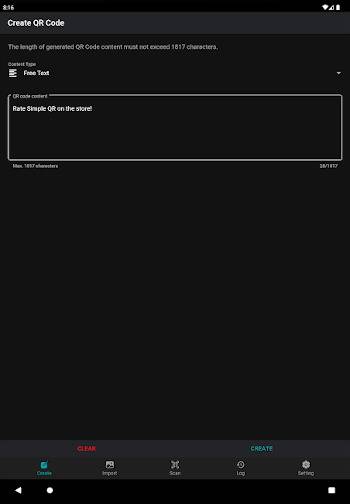 8:16
Create QR Code
The length of generated QR Code content must not exceed 1817 characters.
Content Type
Free Text
QR code content
Rate Simple QR on the store!
Max. 1817 characters
28/1817
CLEAR
CREATE
Create
Import
Scan
Log
Setting